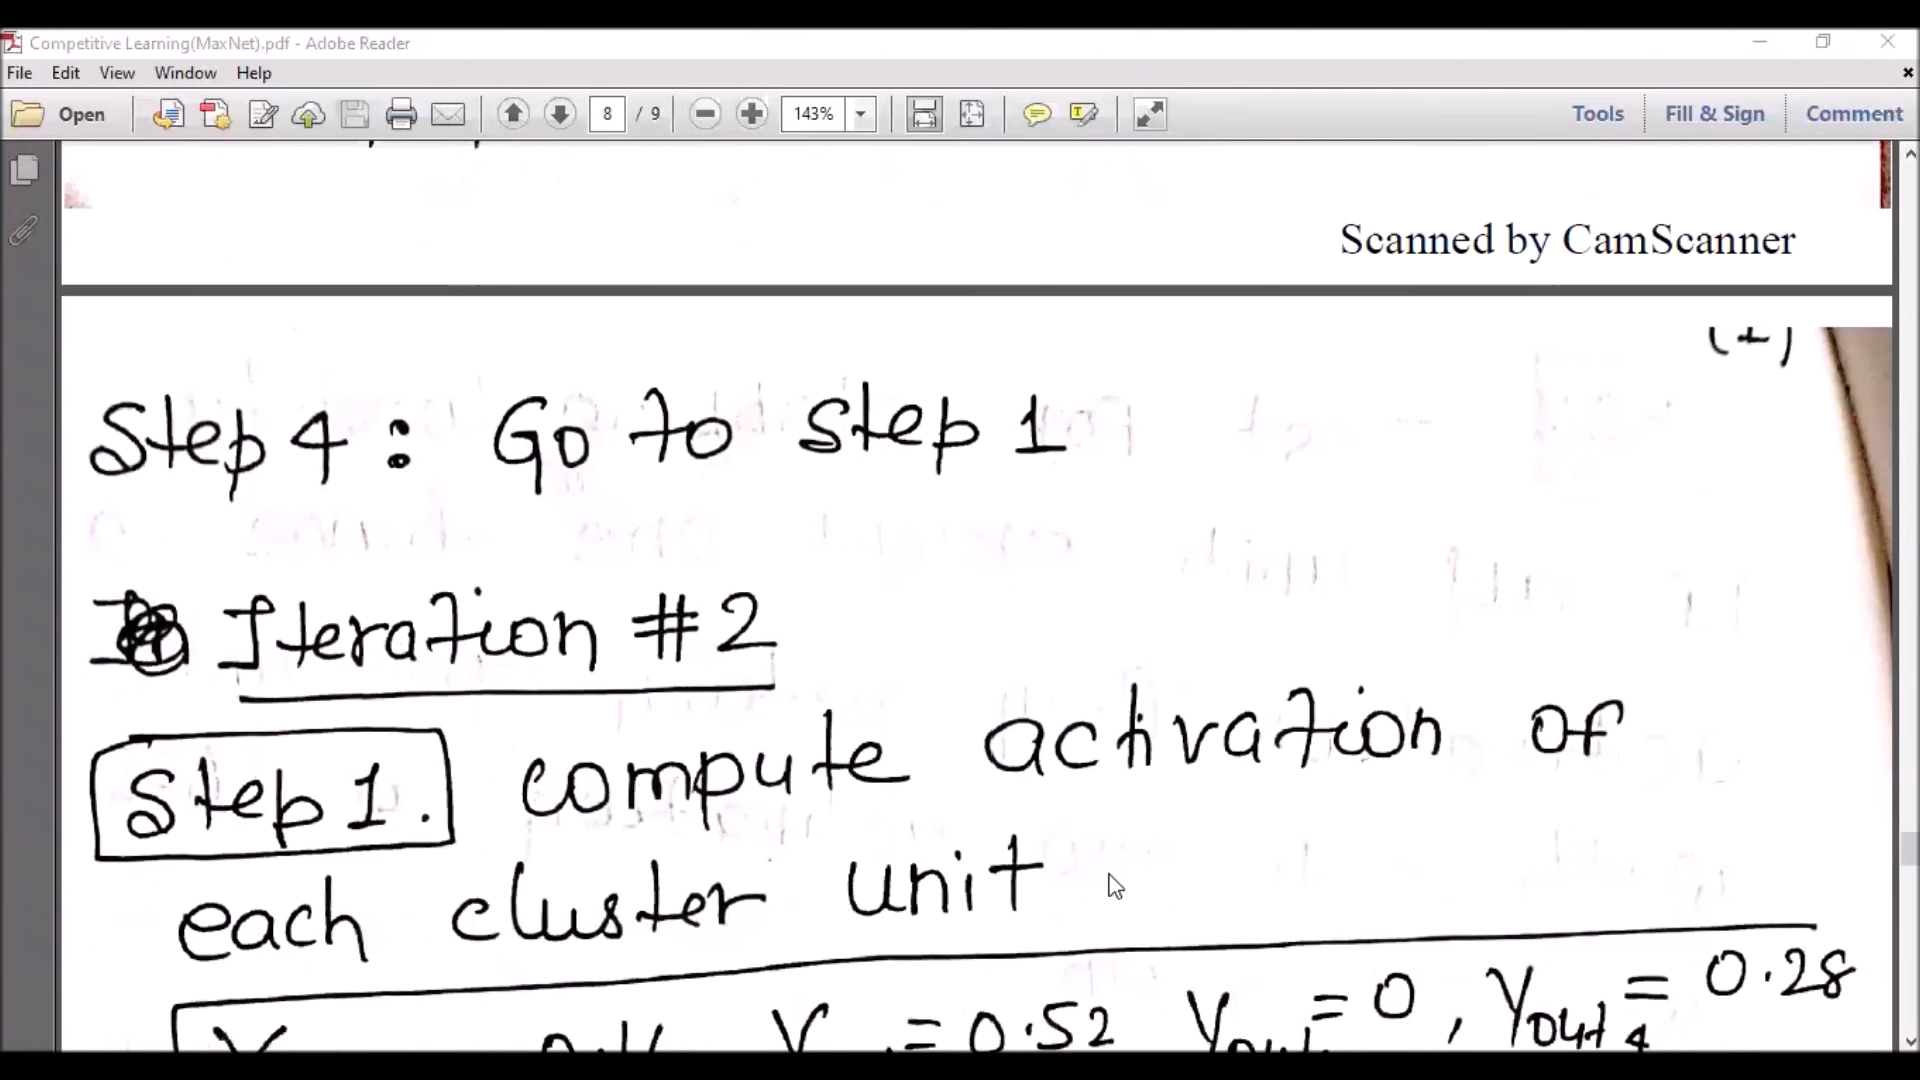 Competitive Learning(MaxNet).pdf - Adobe Reader
File Edit View Window Help
Open 8 / 9 143% Tools Fill & Sign Comment
Scanned by CamScanner
Step 4 : Go to step 1
Iteration #2
Step 1. compute activation of
each cluster unit
= 0.52 Yout = 0 , Yout4 = 0.28